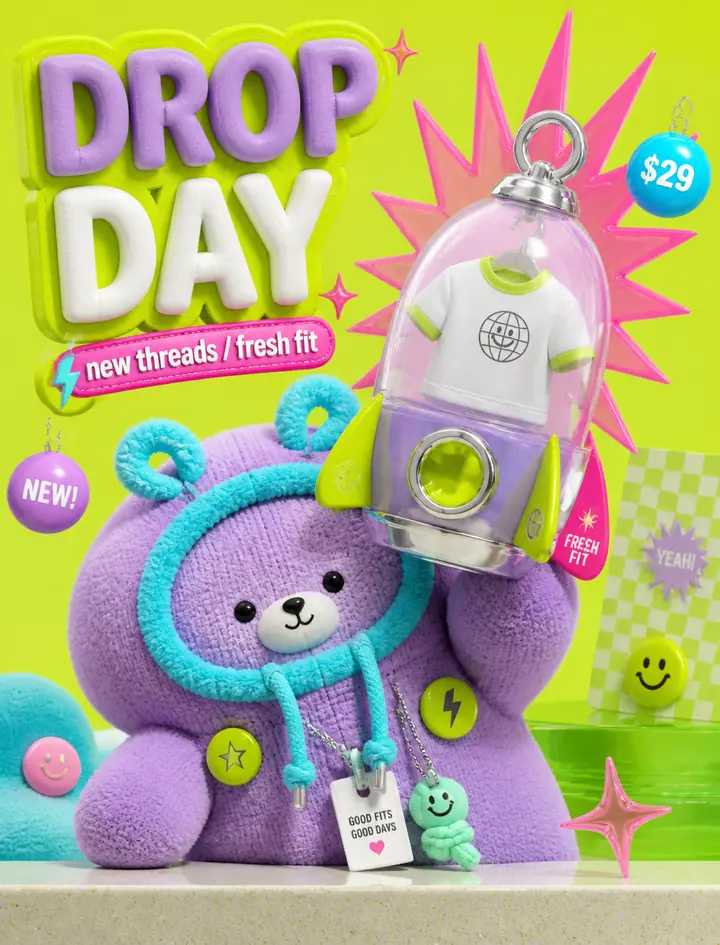 DROP
DAY
new threads / fresh fit
$29
NEW!
FRESH
FIT
YEAH!
GOOD FITS
GOOD DAYS